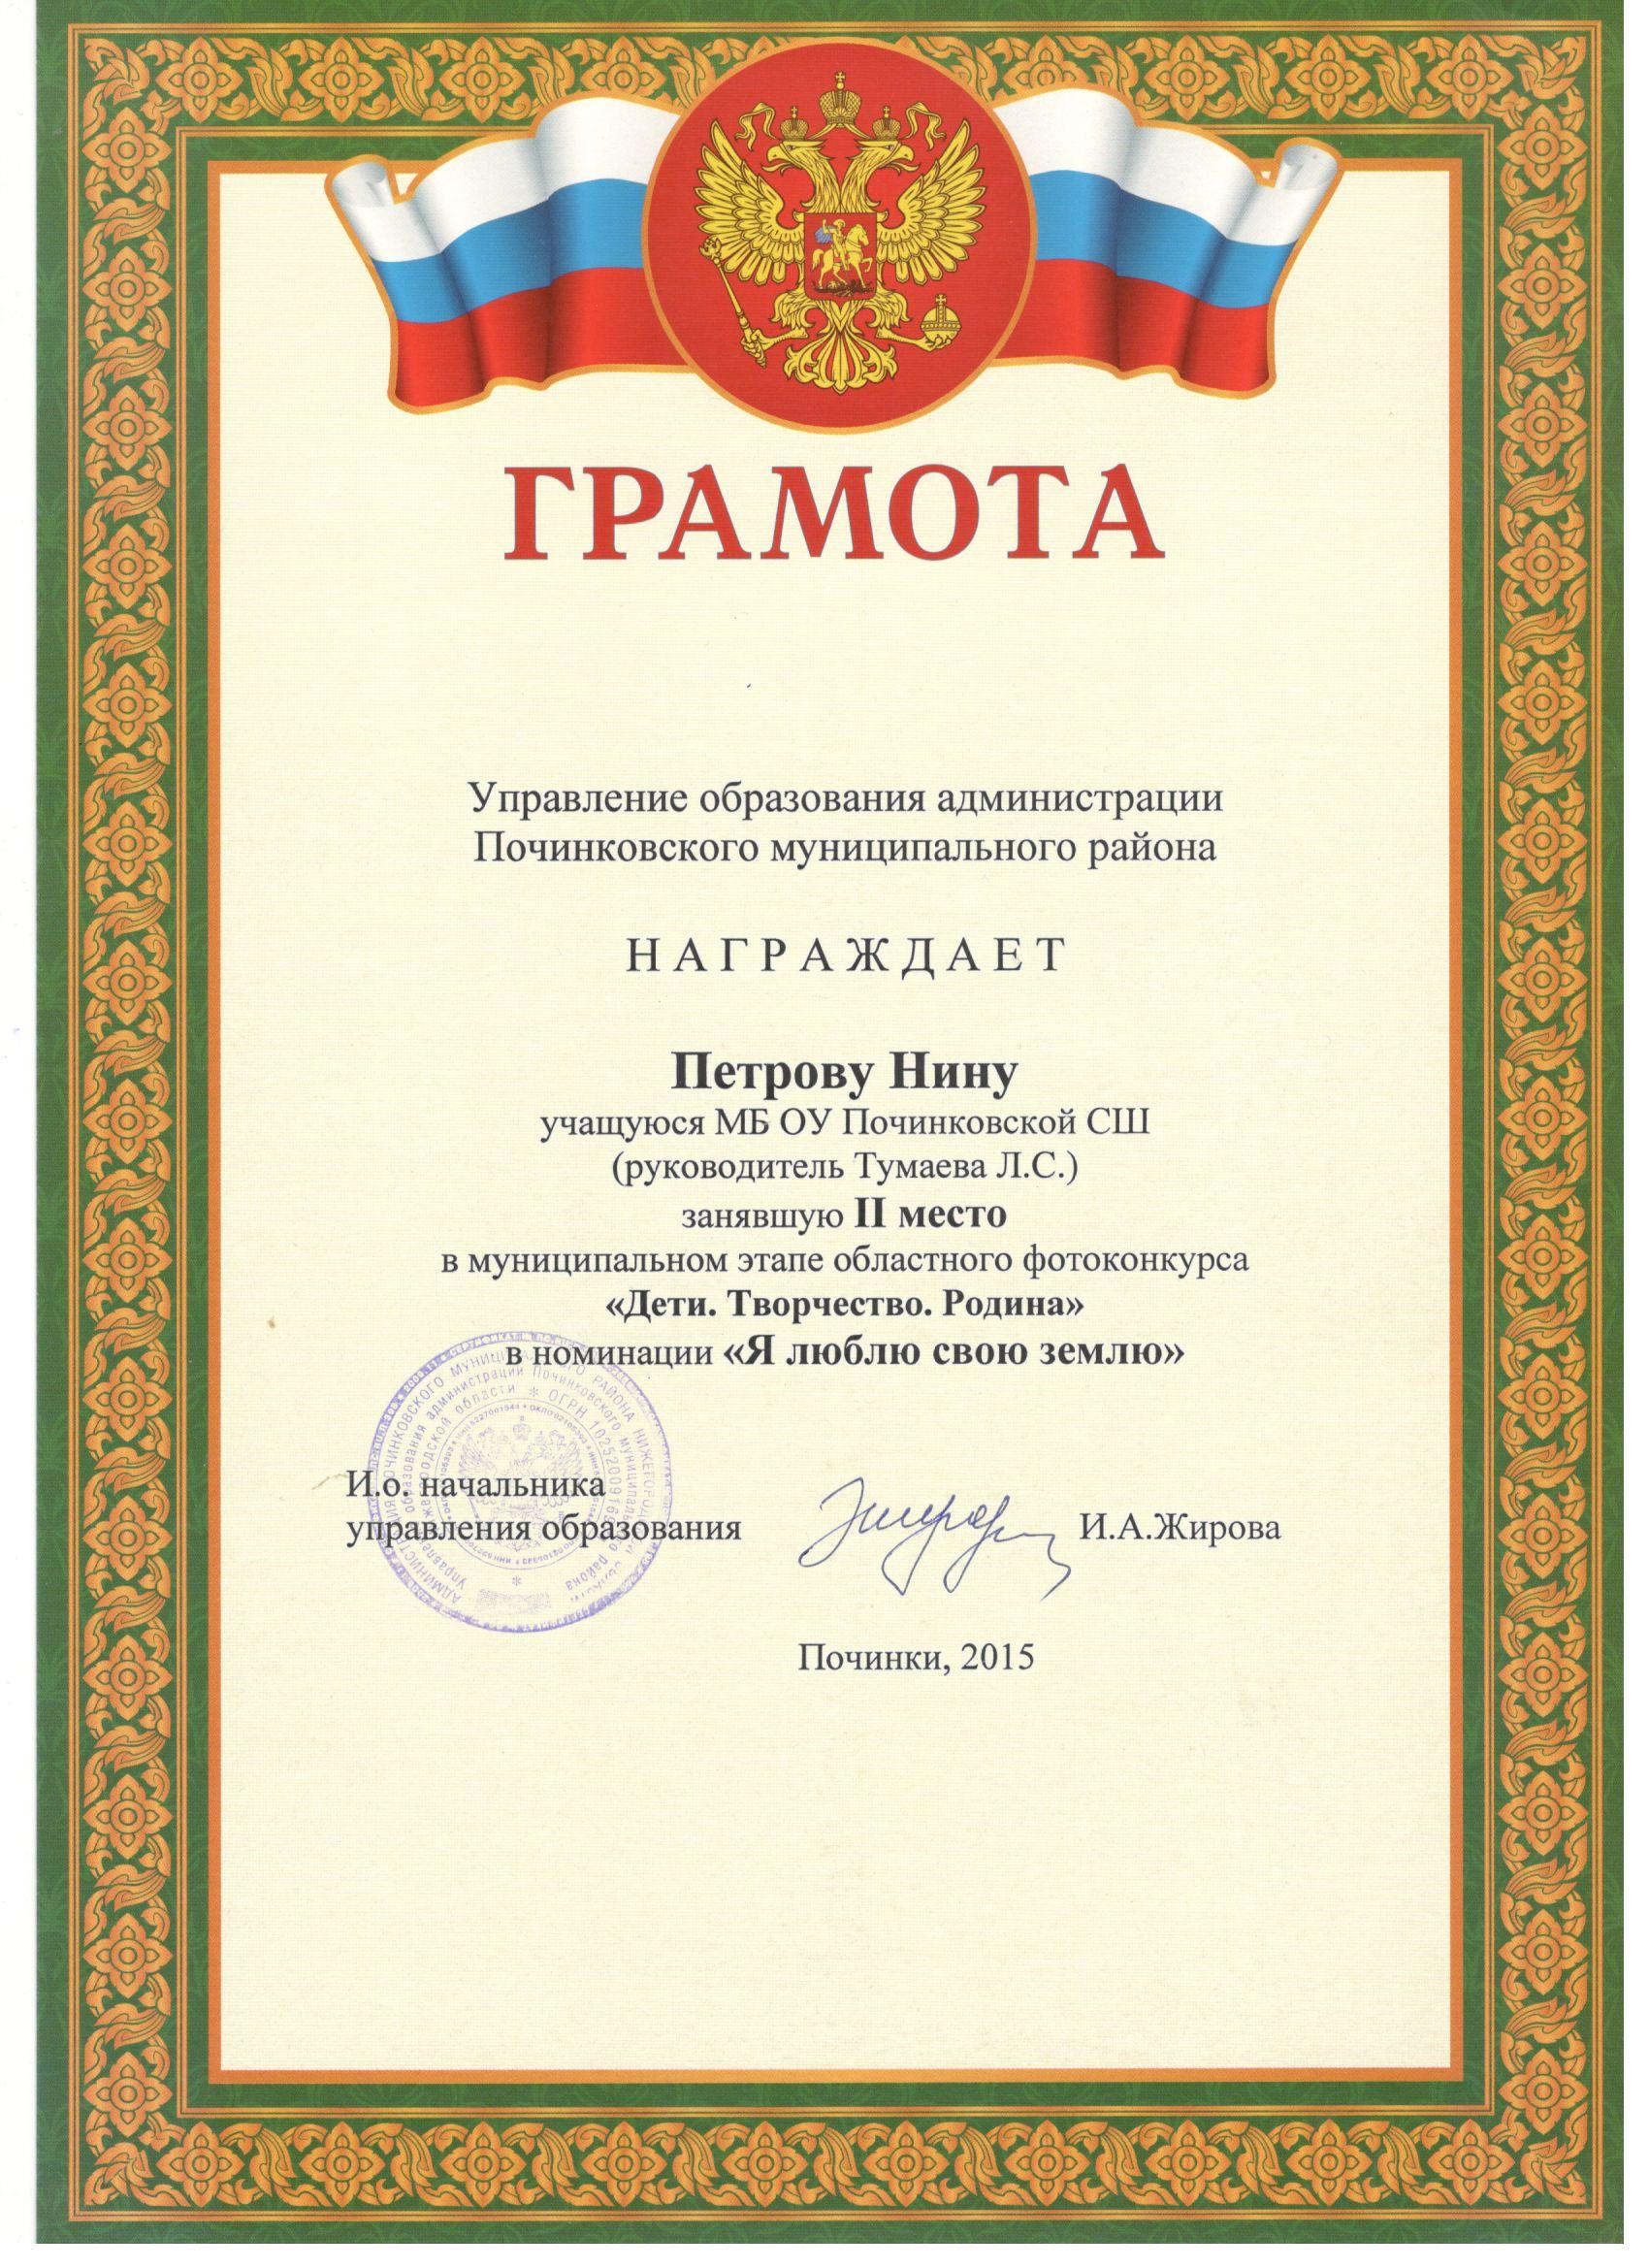 ГРАМОТА
Управление образования администрации
Починковского муниципального района
НАГРАЖДАЕТ
Петрову Нину
учащуюся МБ ОУ Починковской СШ
(руководитель Тумаева Л.С.)
занявшую II место
в муниципальном этапе областного фотоконкурса
«Дети. Творчество. Родина»
в номинации «Я люблю свою землю»
И.о. начальника
управления образования
И.А.Жирова
Починки, 2015